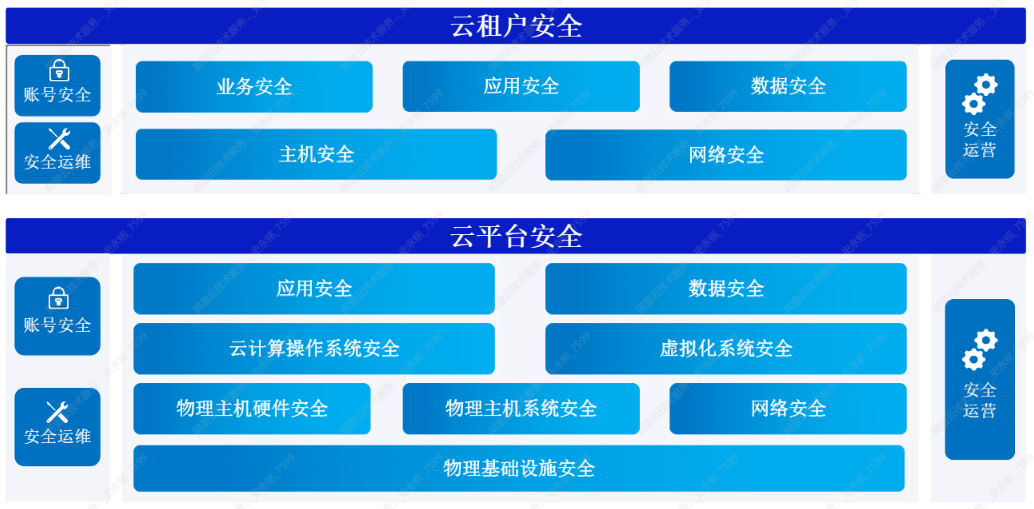 云租户安全
账号安全
安全运维
业务安全
应用安全
数据安全
主机安全
网络安全
安全
运营
云平台安全
账号安全
安全运维
应用安全
数据安全
云计算操作系统安全
虚拟化系统安全
物理主机硬件安全
物理主机系统安全
网络安全
物理基础设施安全
安全
运营